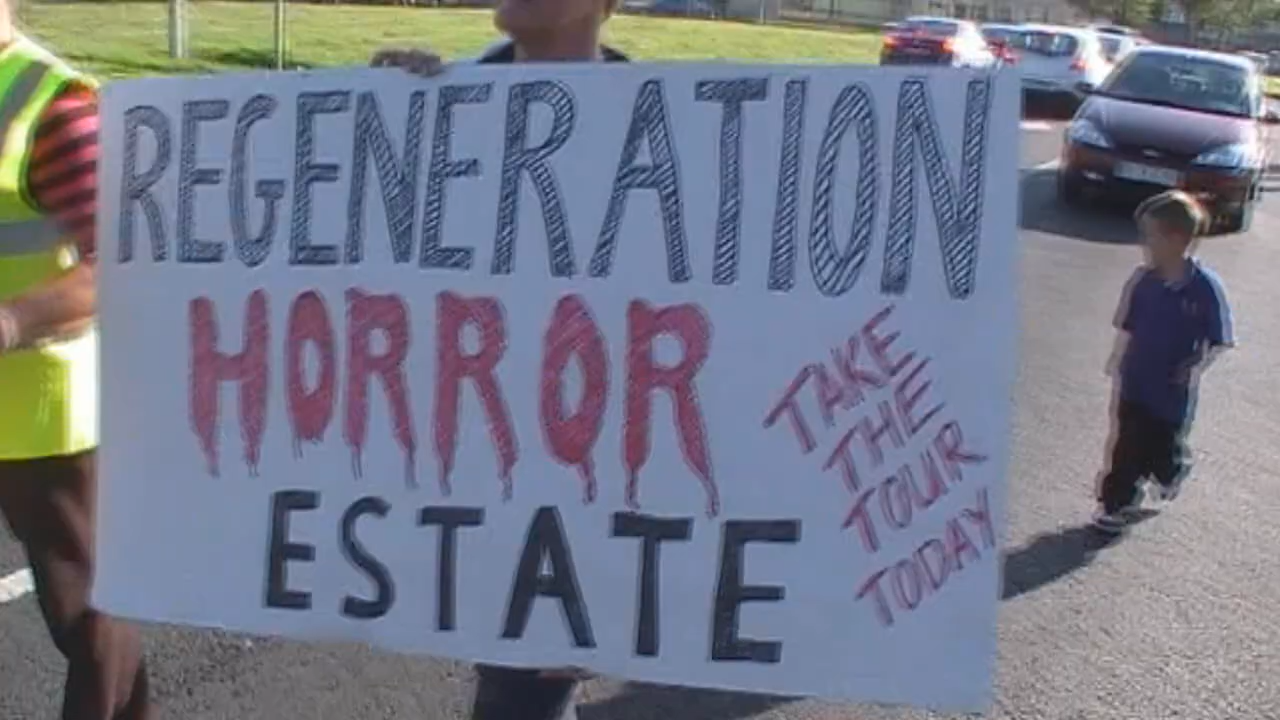 REGENERATION
HORROR
ESTATE
TAKE
THE
TOUR
TODAY